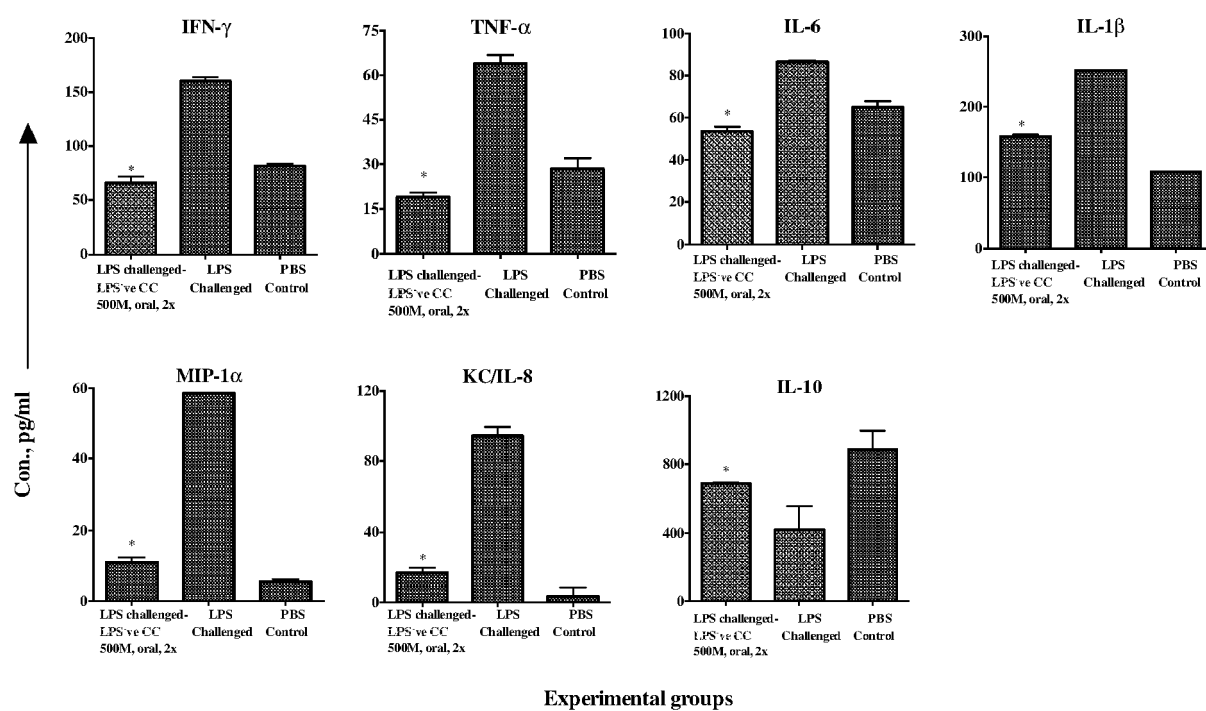 IFN-γ
200
150
100
50
0
*
LPS challenged-
LPS-ve CC
500M, oral, 2x
LPS
Challenged
PBS
Control
TNF-α
75
60
45
30
15
0
*
LPS challenged-
LPS-ve CC
500M, oral, 2x
LPS
Challenged
PBS
Control
IL-6
100
80
60
40
20
0
*
LPS challenged-
LPS-ve CC
500M, oral, 2x
LPS
Challenged
PBS
Control
IL-1β
300
200
100
0
*
LPS challenged-
LPS-ve CC
500M, oral, 2x
LPS
Challenged
PBS
Control
Con., pg/ml
MIP-1α
60
40
20
0
*
LPS challenged-
LPS-ve CC
500M, oral, 2x
LPS
Challenged
PBS
Control
KC/IL-8
120
80
40
0
*
LPS challenged-
LPS-ve CC
500M, oral, 2x
LPS
Challenged
PBS
Control
IL-10
1200
800
400
0
*
LPS challenged-
LPS-ve CC
500M, oral, 2x
LPS
Challenged
PBS
Control
Experimental groups